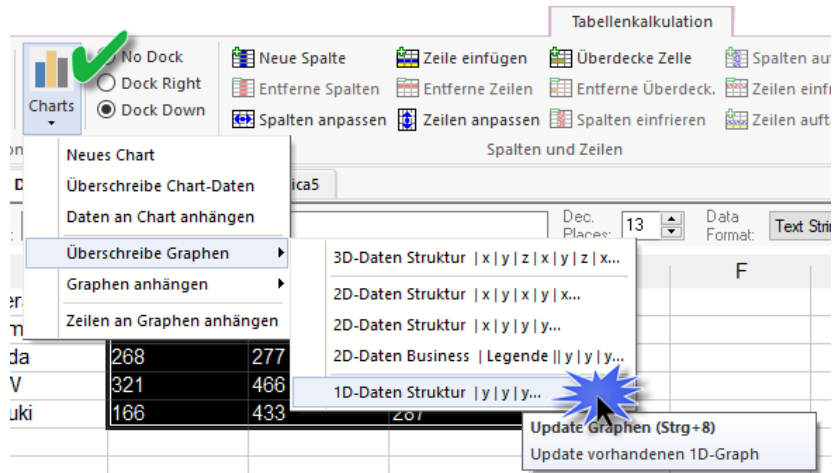 Tabellenkalkulation
No Dock
Neue Spalte
Zeile einfügen
Überdecke Zelle
Spalten
Dock Right
Entferne Spalten
Entferne Zeilen
Entferne Überdeck.
Zeilen
Charts
Dock Down
Spalten anpassen
Zeilen anpassen
Spalten einfrieren
Zeilen
Spalten und Zeilen
Neues Chart
Überschreibe Chart-Daten
Daten an Chart anhängen
Dec. Places:
13
Data Format:
Überschreibe Graphen
3D-Daten Struktur | x | y | z | x | y | z | x...
Graphen anhängen
2D-Daten Struktur | x | y | x | y | x...
F
Zeilen an Graphen anhängen
2D-Daten Struktur | x | y | y | y...
268
277
2D-Daten Business | Legende || y | y | y...
321
466
1D-Daten Struktur | y | y | y...
166
433
287
Update Graphen (Strg+8)
Update vorhandenen 1D-Graph